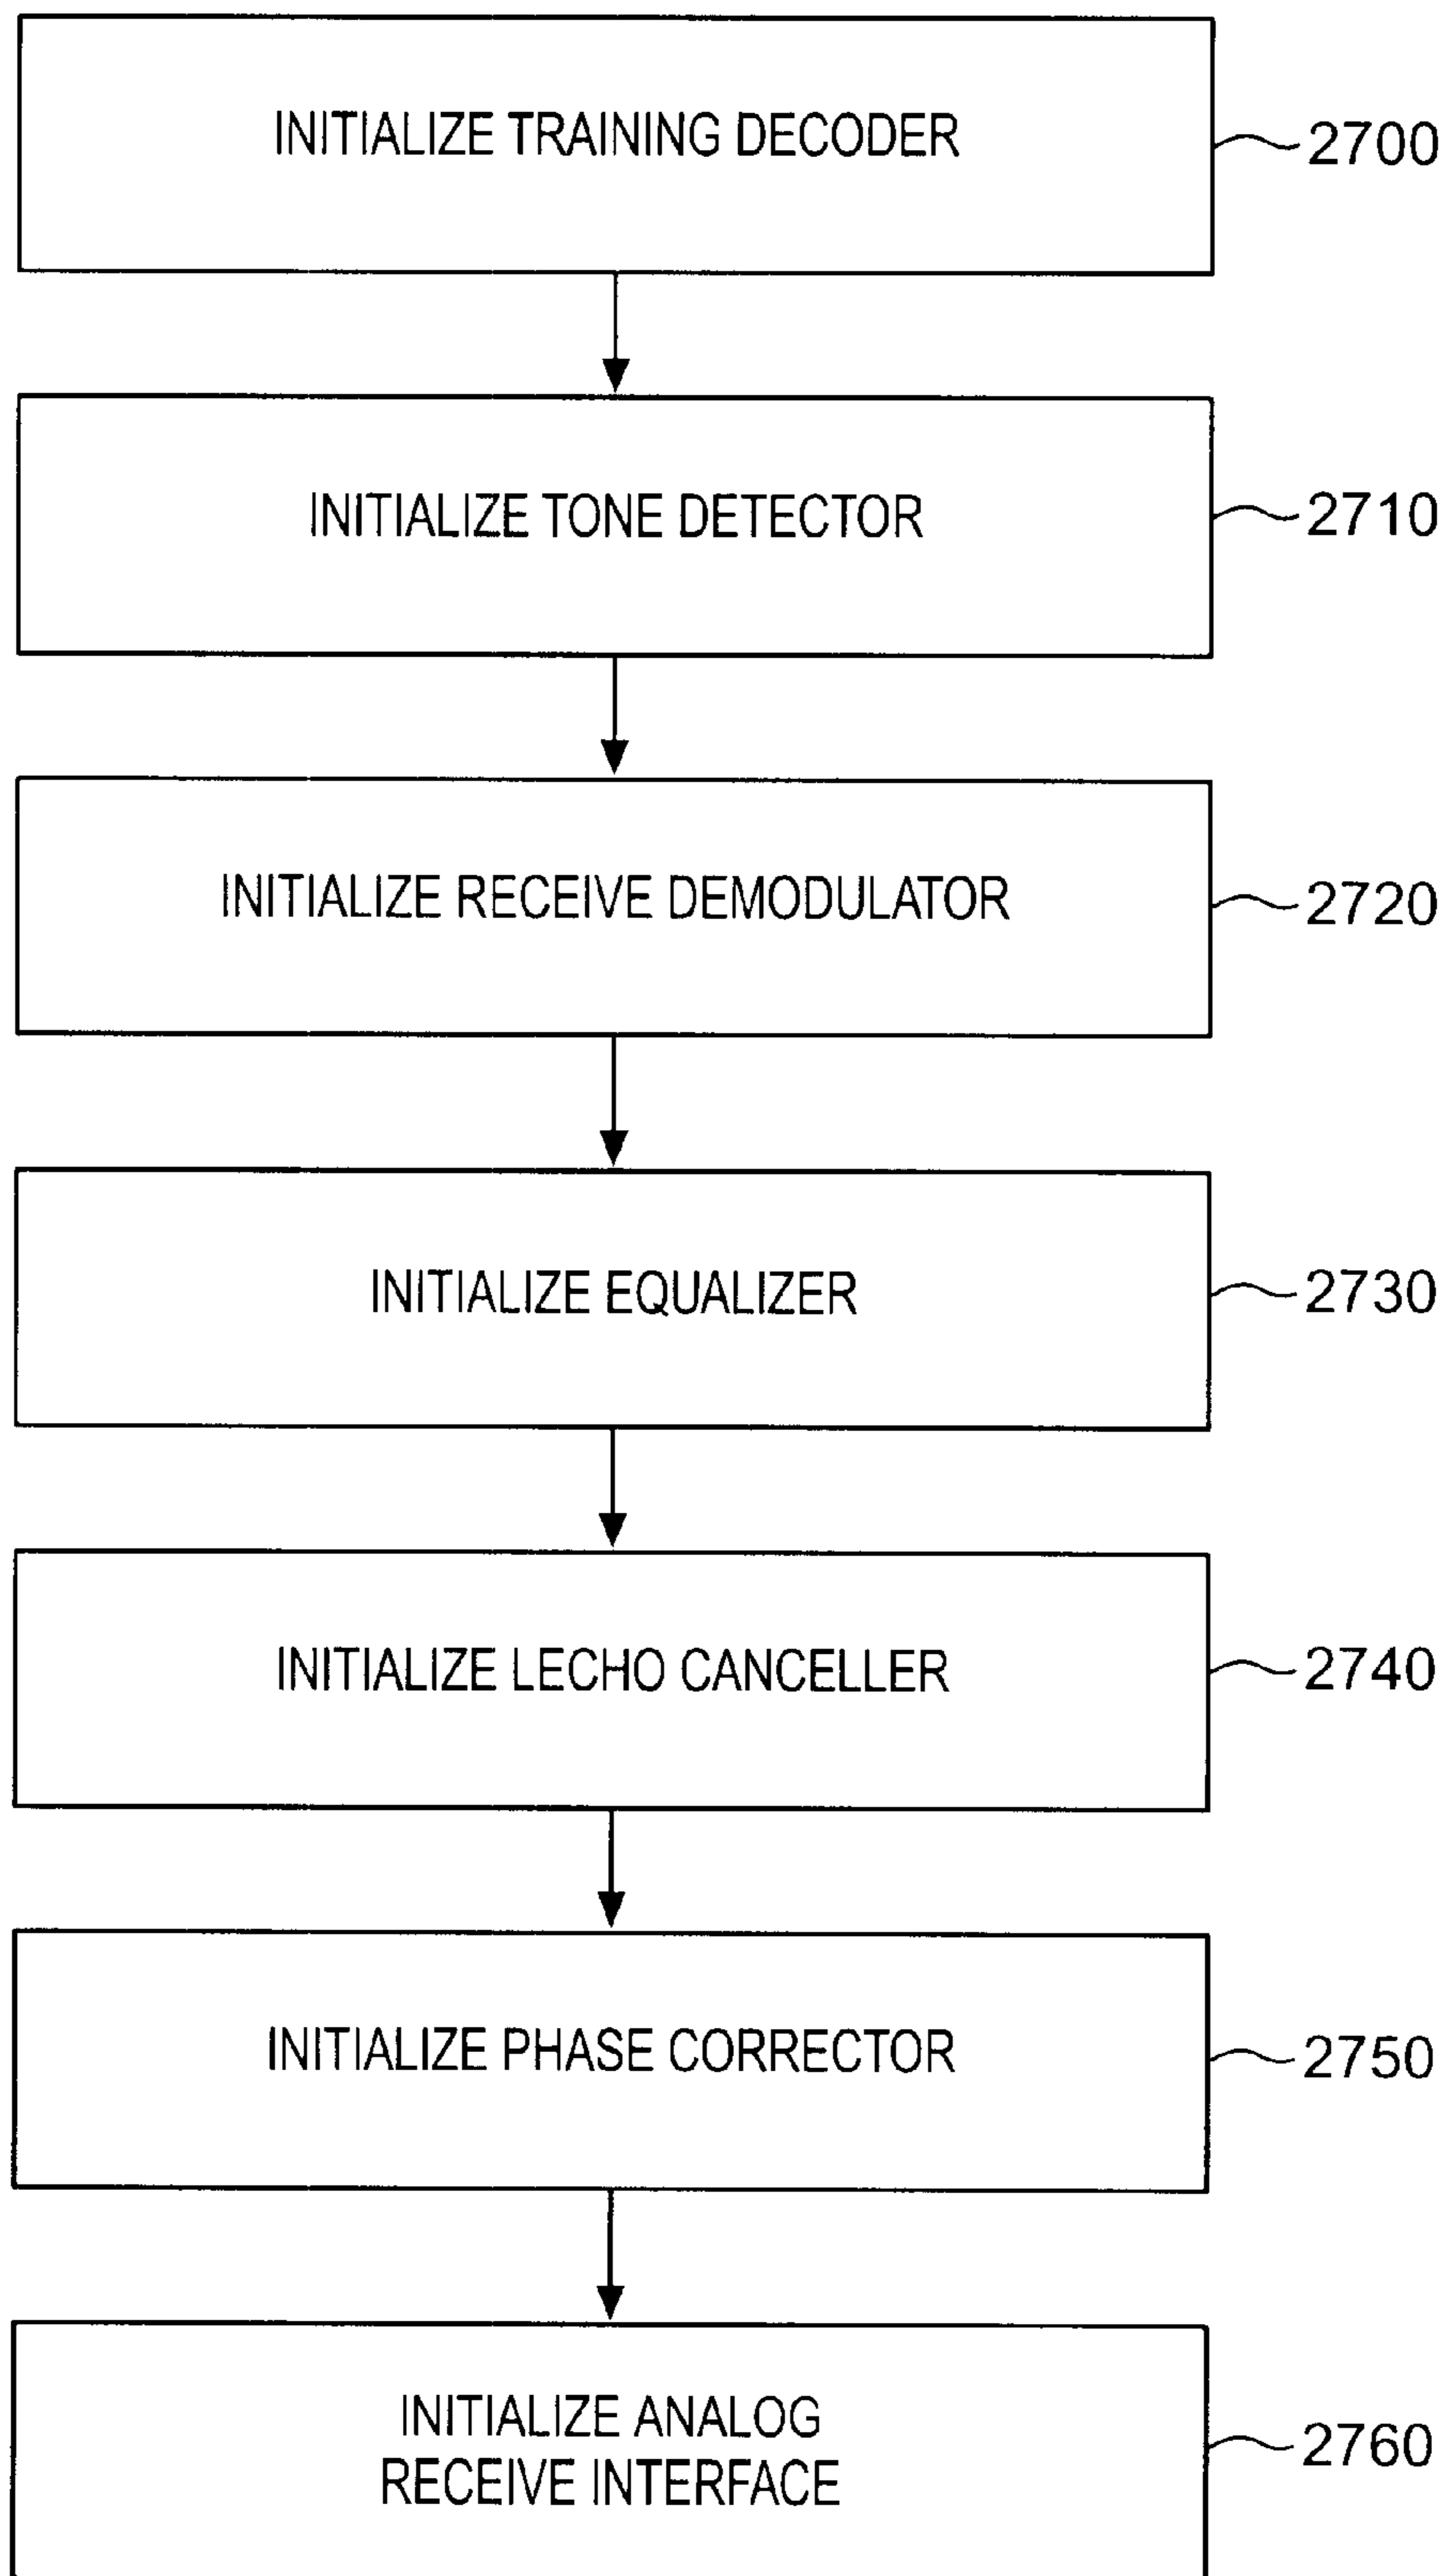 INITIALIZE TRAINING DECODER
2700
INITIALIZE TONE DETECTOR
2710
INITIALIZE RECEIVE DEMODULATOR
2720
INITIALIZE EQUALIZER
2730
INITIALIZE LECHO CANCELLER
2740
INITIALIZE PHASE CORRECTOR
2750
INITIALIZE ANALOG
RECEIVE INTERFACE
2760